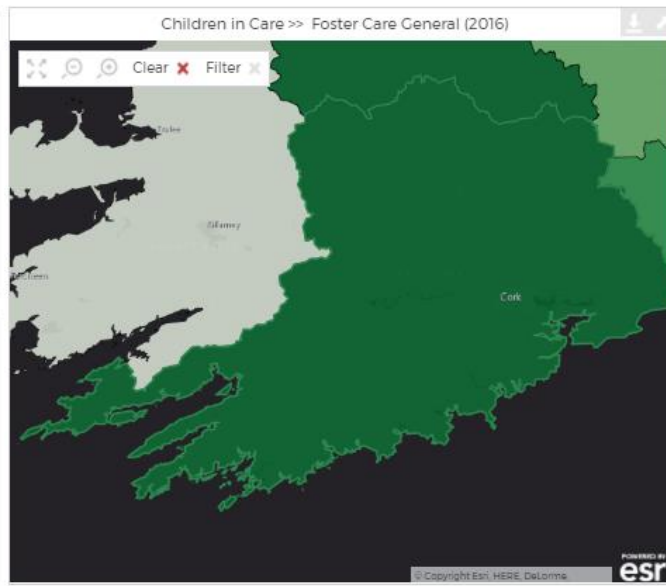 Children in Care >> Foster Care General (2016)
Clear Filter
Tralee
Killarney
Cork
POWERED BY
esri
© Copyright Esri, HERE, DeLorme,